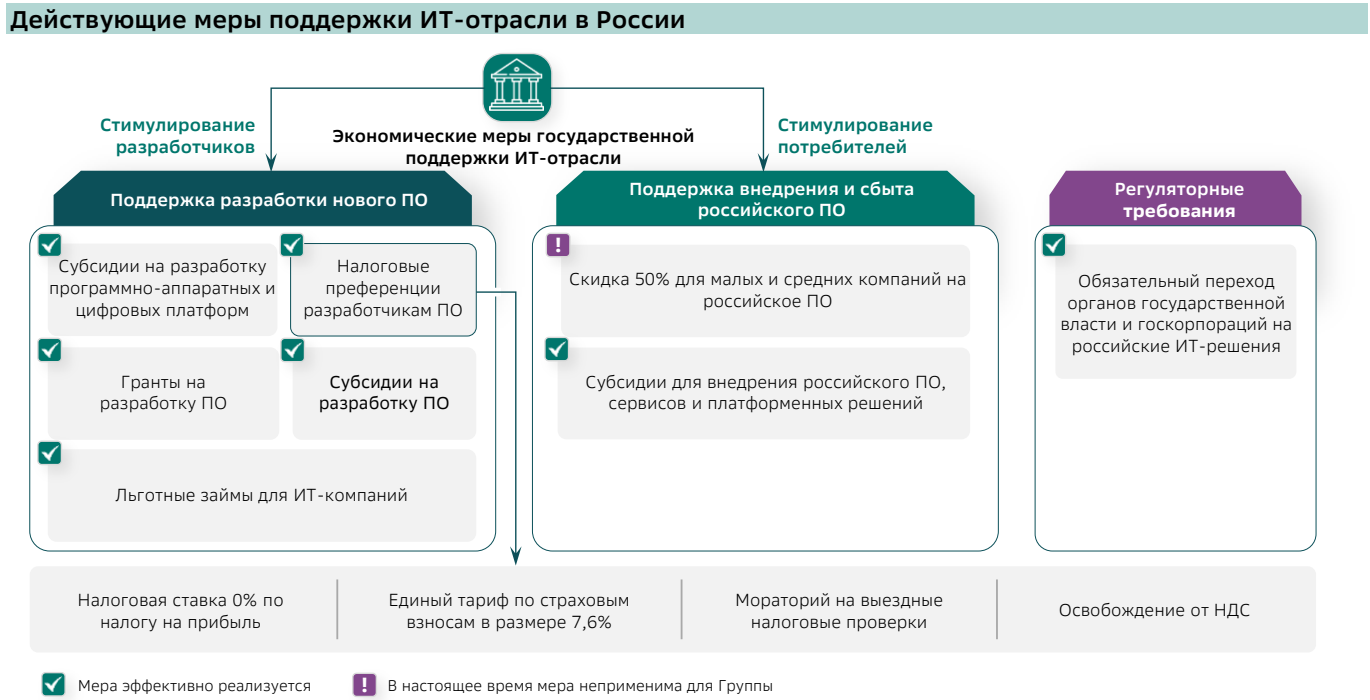 Действующие меры поддержки ИТ-отрасли в России
Стимулирование
разработчиков
Экономические меры государственной
поддержки ИТ-отрасли
Стимулирование
потребителей
Поддержка разработки нового ПО
Субсидии на разработку
программно-аппаратных и
цифровых платформ
Налоговые
преференции
разработчикам ПО
Гранты на
разработку ПО
Субсидии на
разработку ПО
Льготные займы для ИТ-компаний
Поддержка внедрения и сбыта
российского ПО
Скидка 50% для малых и средних компаний на
российское ПО
Субсидии для внедрения российского ПО,
сервисов и платформенных решений
Регуляторные
требования
Обязательный переход
органов государственной
власти и госкорпораций на
российские ИТ-решения
Налоговая ставка 0% по
налогу на прибыль
Единый тариф по страховым
взносам в размере 7,6%
Мораторий на выездные
налоговые проверки
Освобождение от НДС
Мера эффективно реализуется
! В настоящее время мера неприменима для Группы